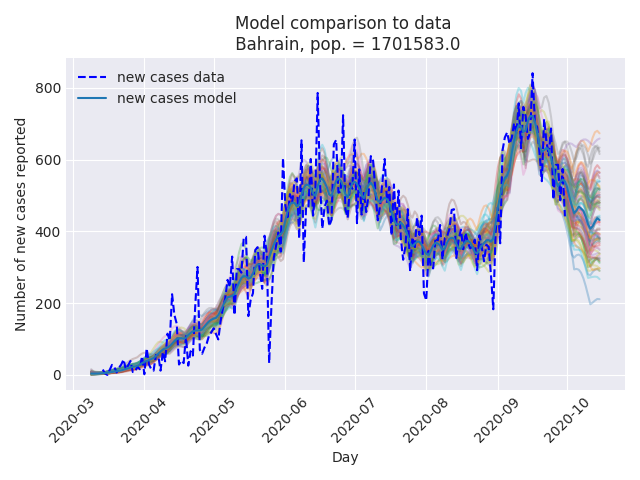 Model comparison to data
Bahrain, pop. = 1701583.0
new cases data
new cases model
Number of new cases reported
800
600
400
200
0
2020-03
2020-04
2020-05
2020-06
2020-07
2020-08
2020-09
2020-10
Day